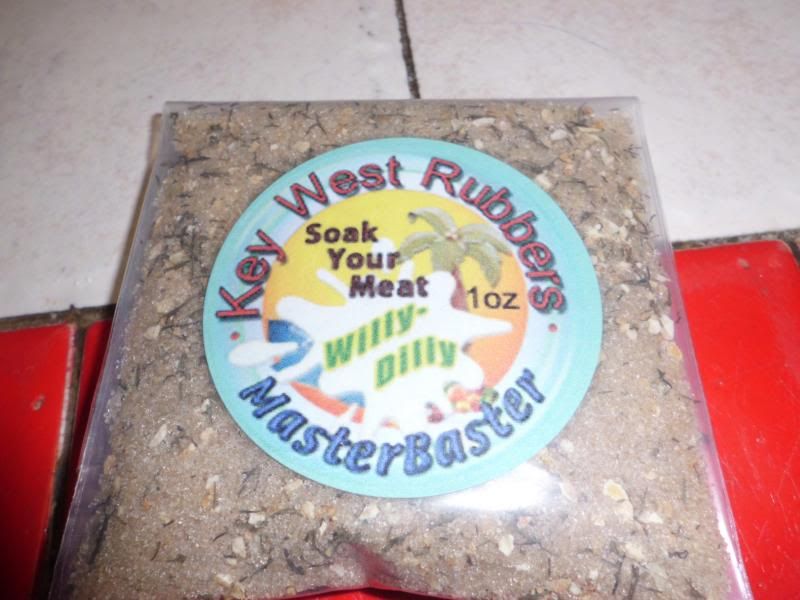 Key West Rubbers
Soak
Your
Meat
1oz
Willy-
Dilly
MasterBaster